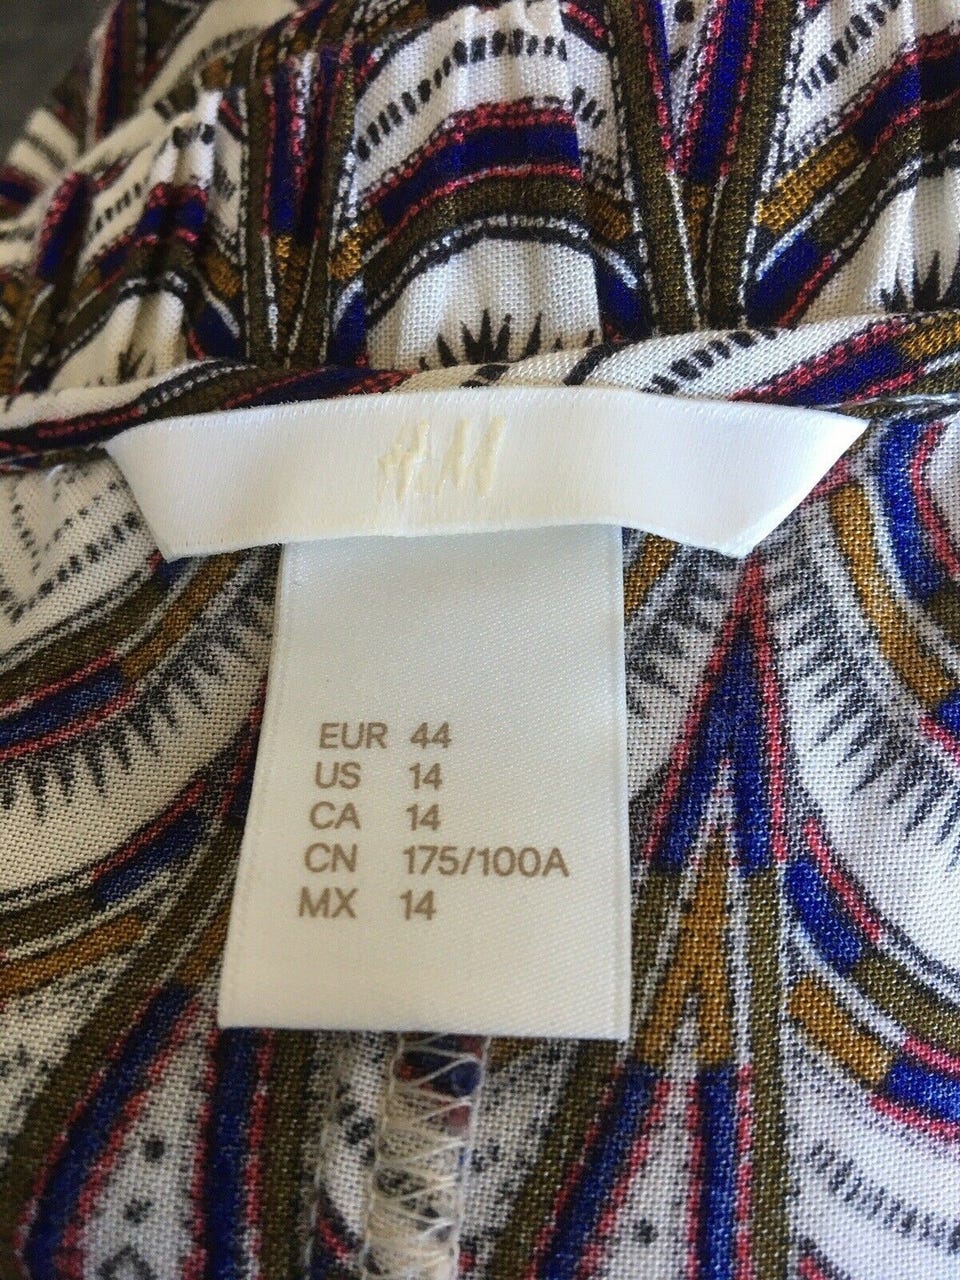 H&M
EUR 44
US 14
CA 14
CN 175/100A
MX 14